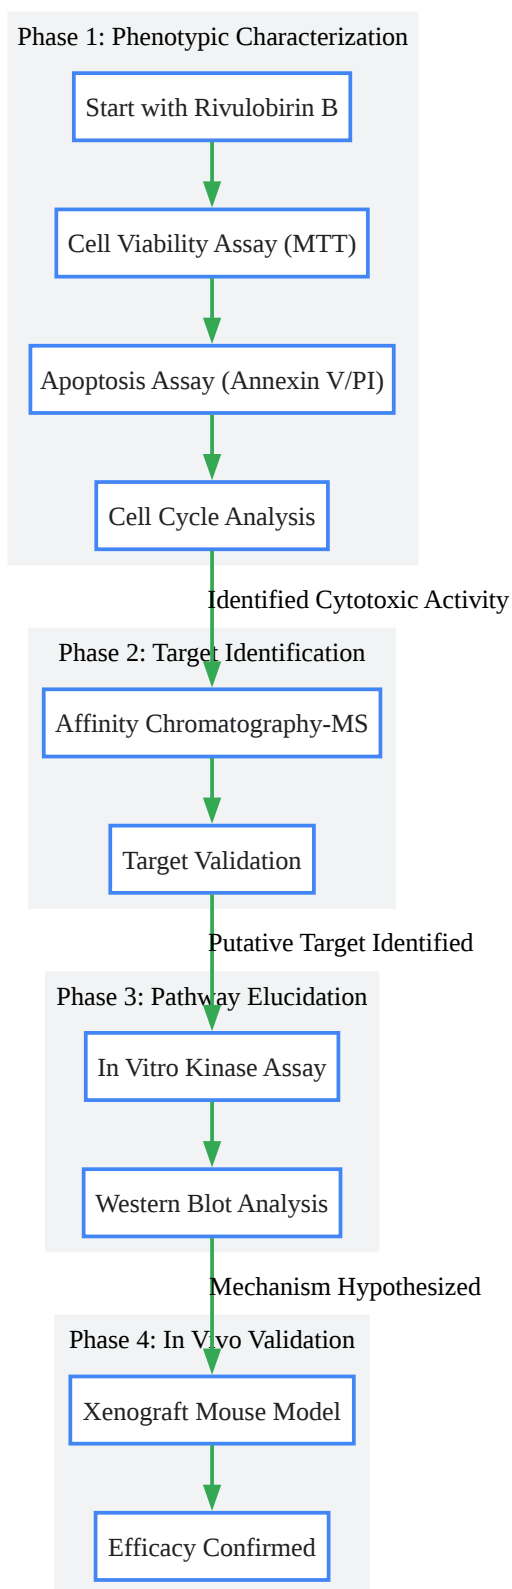 Phase 1: Phenotypic Characterization
Start with Rivulobirin B
Cell Viability Assay (MTT)
Apoptosis Assay (Annexin V/PI)
Cell Cycle Analysis
Identified Cytotoxic Activity
Phase 2: Target Identification
Affinity Chromatography-MS
Target Validation
Putative Target Identified
Phase 3: Pathway Elucidation
In Vitro Kinase Assay
Western Blot Analysis
Mechanism Hypothesized
Phase 4: In Vivo Validation
Xenograft Mouse Model
Efficacy Confirmed